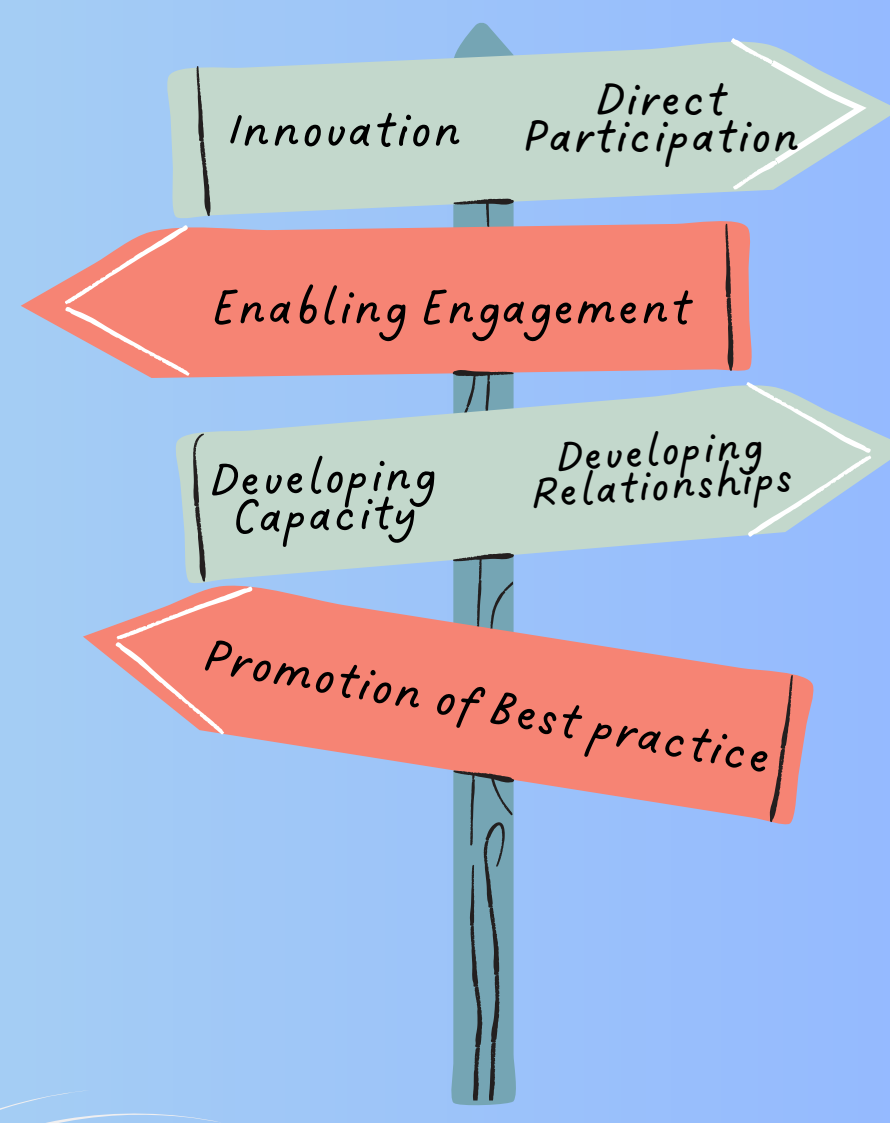 Innovation
Direct
Participation
Enabling Engagement
Developing
Capacity
Developing
Relationships
Promotion of Best practice